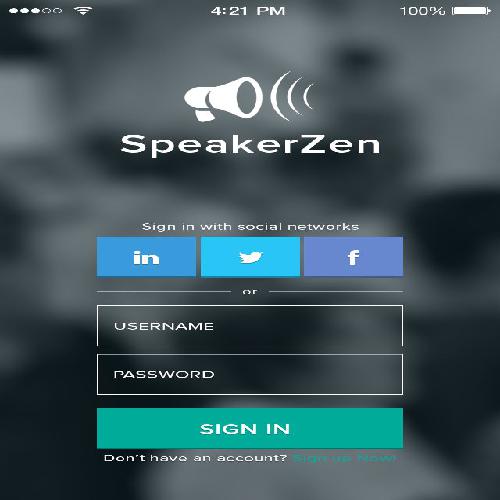 4:21 PM 100%
SpeakerZen
Sign in with social networks
in f
or
USERNAME
PASSWORD
SIGN IN
Don't have an account? Sign up Now!